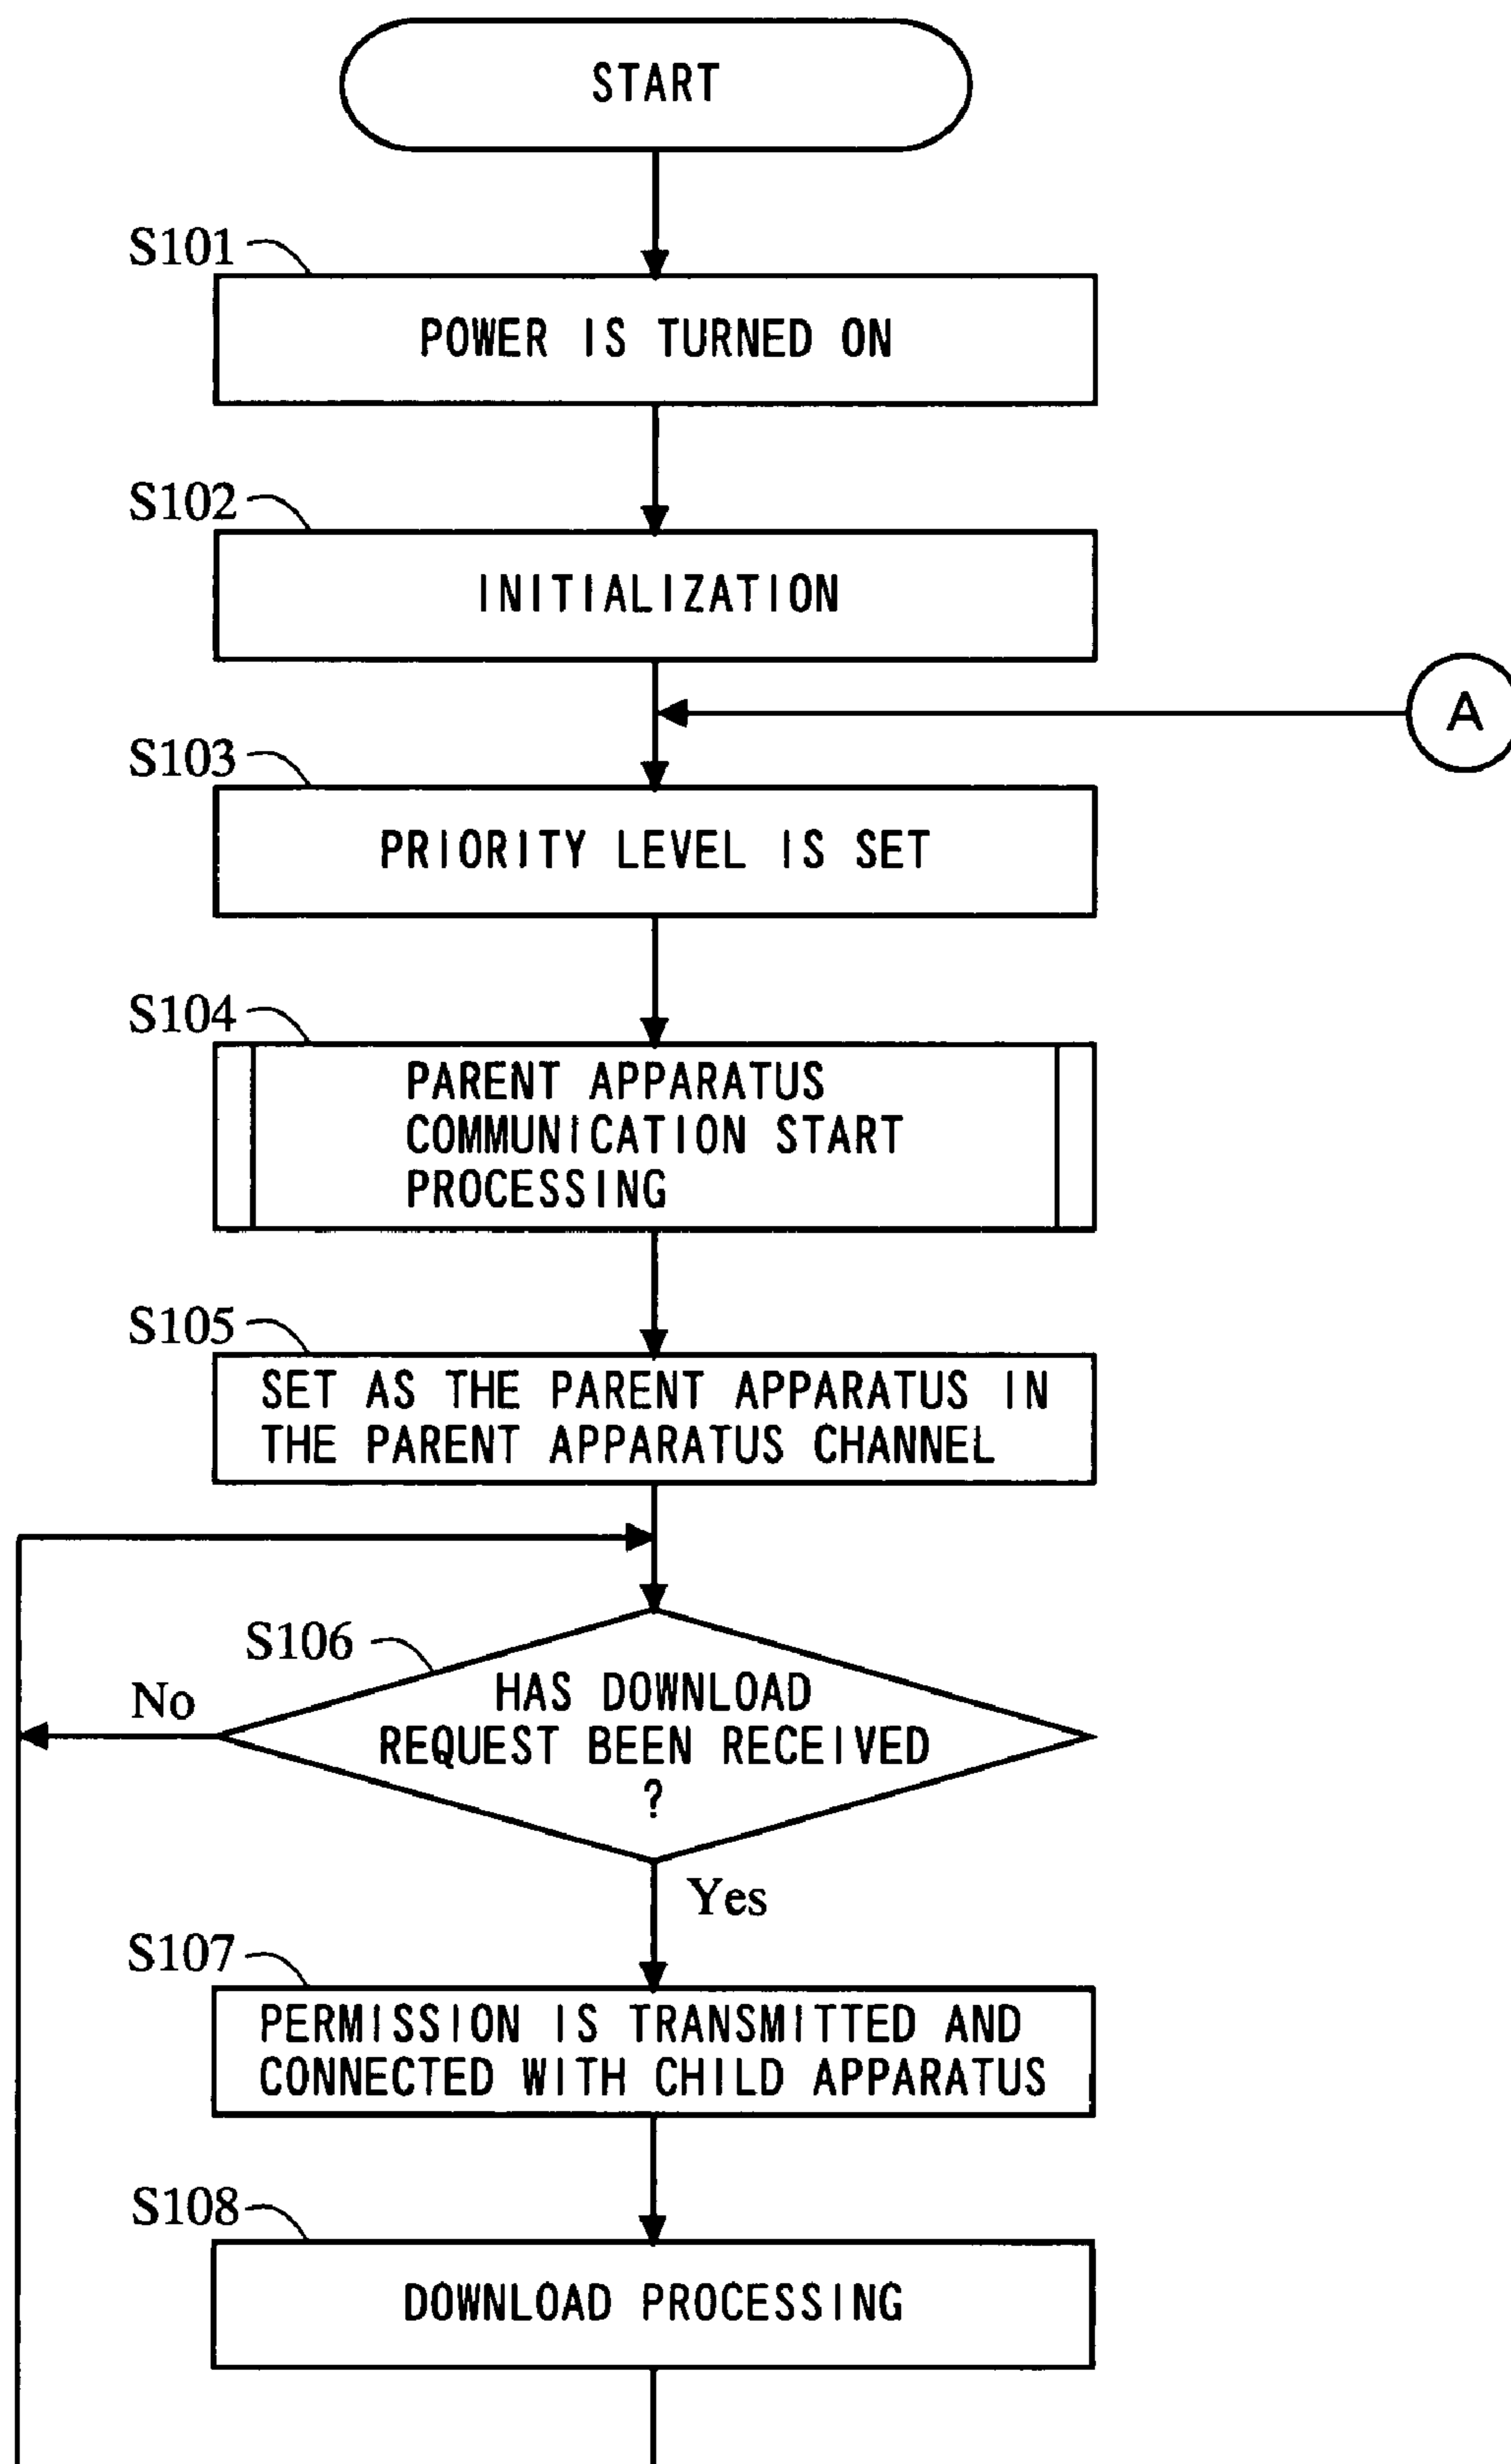 START
S101
POWER IS TURNED ON
S102
INITIALIZATION
A
S103
PRIORITY LEVEL IS SET
S104
PARENT APPARATUS
COMMUNICATION START
PROCESSING
S105
SET AS THE PARENT APPARATUS IN
THE PARENT APPARATUS CHANNEL
S106
No
HAS DOWNLOAD
REQUEST BEEN RECEIVED
?
Yes
S107
PERMISSION IS TRANSMITTED AND
CONNECTED WITH CHILD APPARATUS
S108
DOWNLOAD PROCESSING